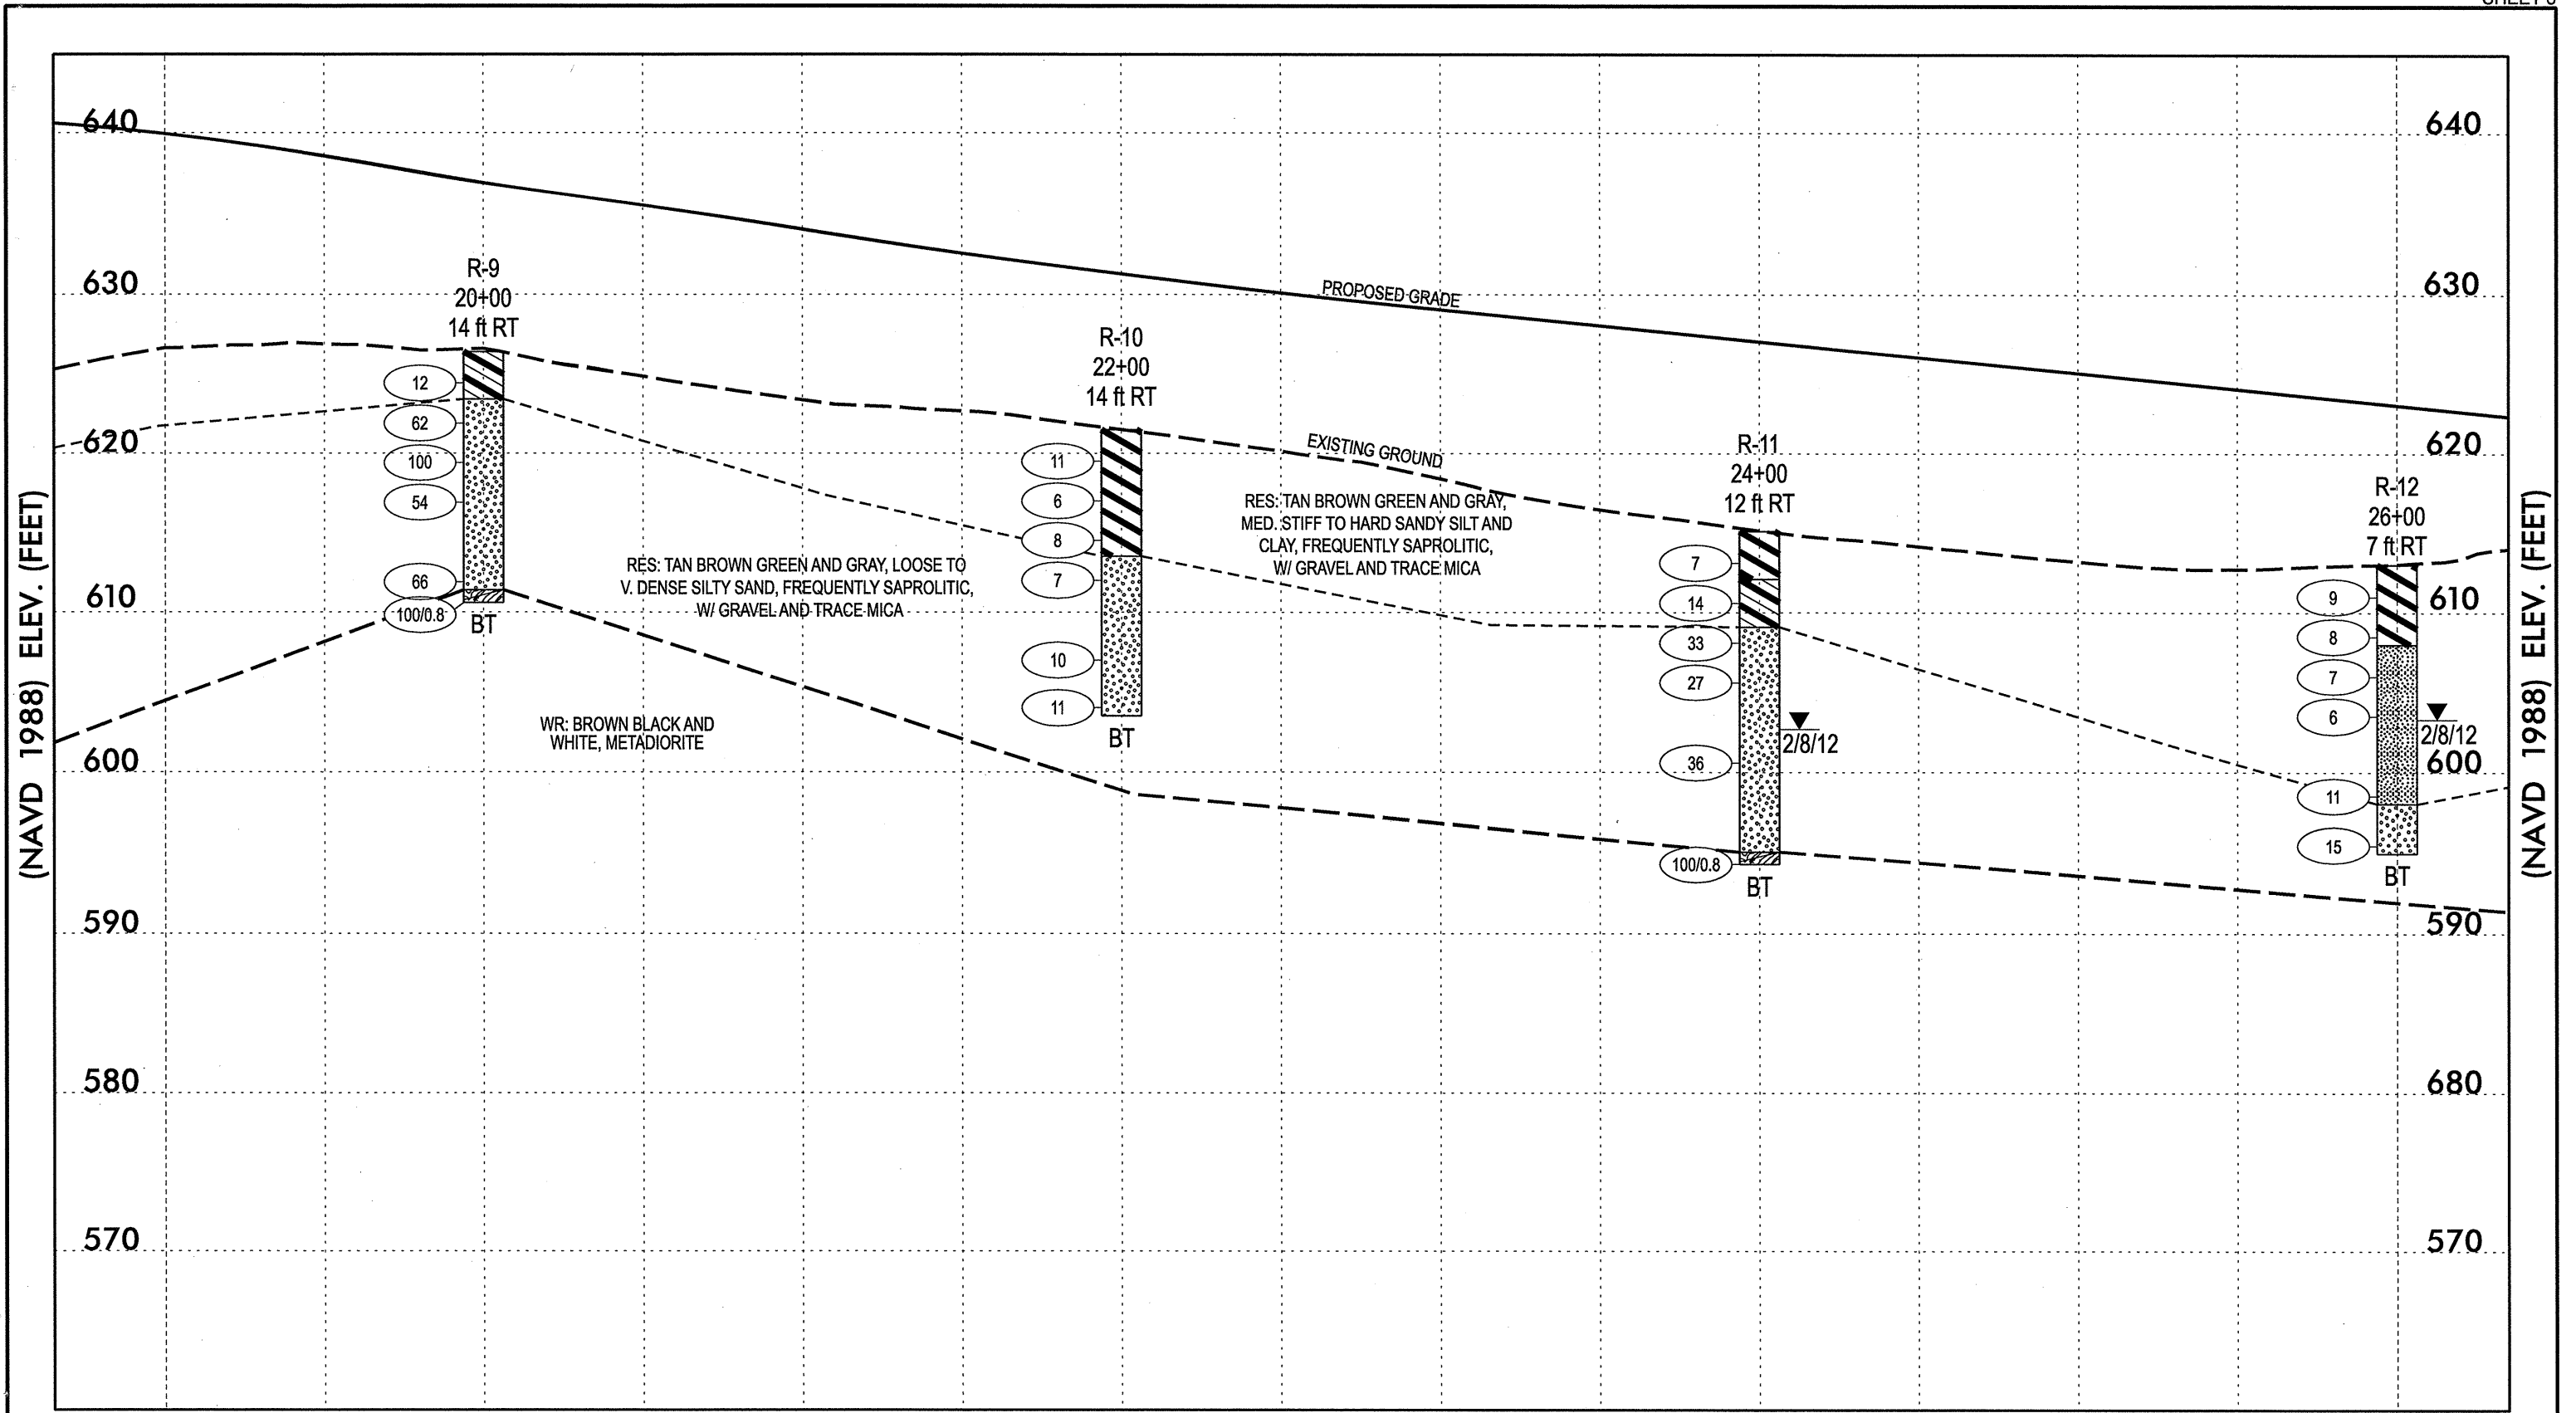 640
640
R-9
20+00
14 ft RT
630
630
PROPOSED GRADE
R-10
22+00
14 ft RT
12
62
100
54
66
100/0.8
BT
620
620
EXISTING GROUND
R-11
24+00
12 ft RT
R-12
26+00
7 ft RT
11
6
8
7
10
11
BT
RES: TAN BROWN GREEN AND GRAY,
MED. STIFF TO HARD SANDY SILT AND
CLAY, FREQUENTLY SAPROLITIC,
W/ GRAVEL AND TRACE MICA
RES: TAN BROWN GREEN AND GRAY, LOOSE TO
V. DENSE SILTY SAND, FREQUENTLY SAPROLITIC,
W/ GRAVEL AND TRACE MICA
7
14
33
27
36
100/0.8
BT
2/8/12
9
8
7
6
11
15
BT
2/8/12
610
610
WR: BROWN BLACK AND
WHITE, METADIORITE
600
600
590
590
580
680
570
570
(NAVD 1988) ELEV. (FEET)
(NAVD 1988) ELEV. (FEET)